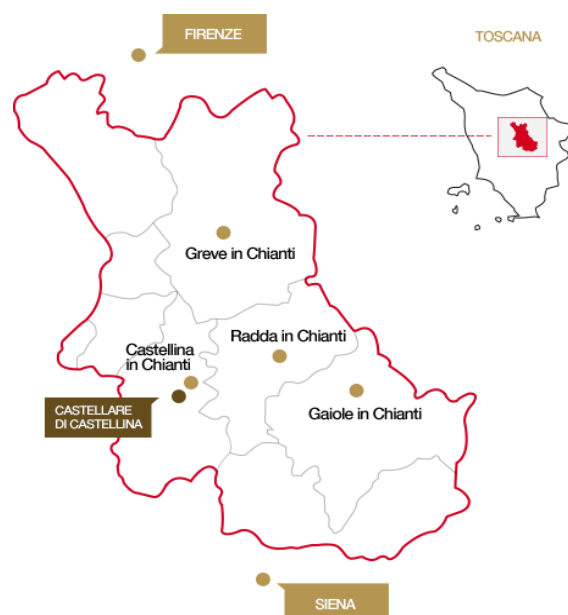 FIRENZE
TOSCANA
Greve in Chianti
Radda in Chianti
Castellina
in Chianti
CASTELLARE
DI CASTELLINA
Gaiole in Chianti
SIENA